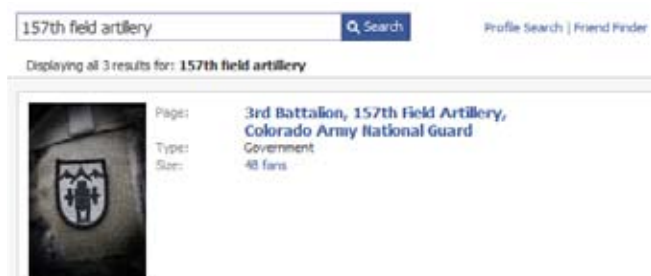 157th field artillery
Search
Profile Search | Friend Finder
Displaying all 3 results for: 157th field artillery
Page: 3rd Battalion, 157th Field Artillery,
Colorado Army National Guard
Type: Government
Size: 48 fans